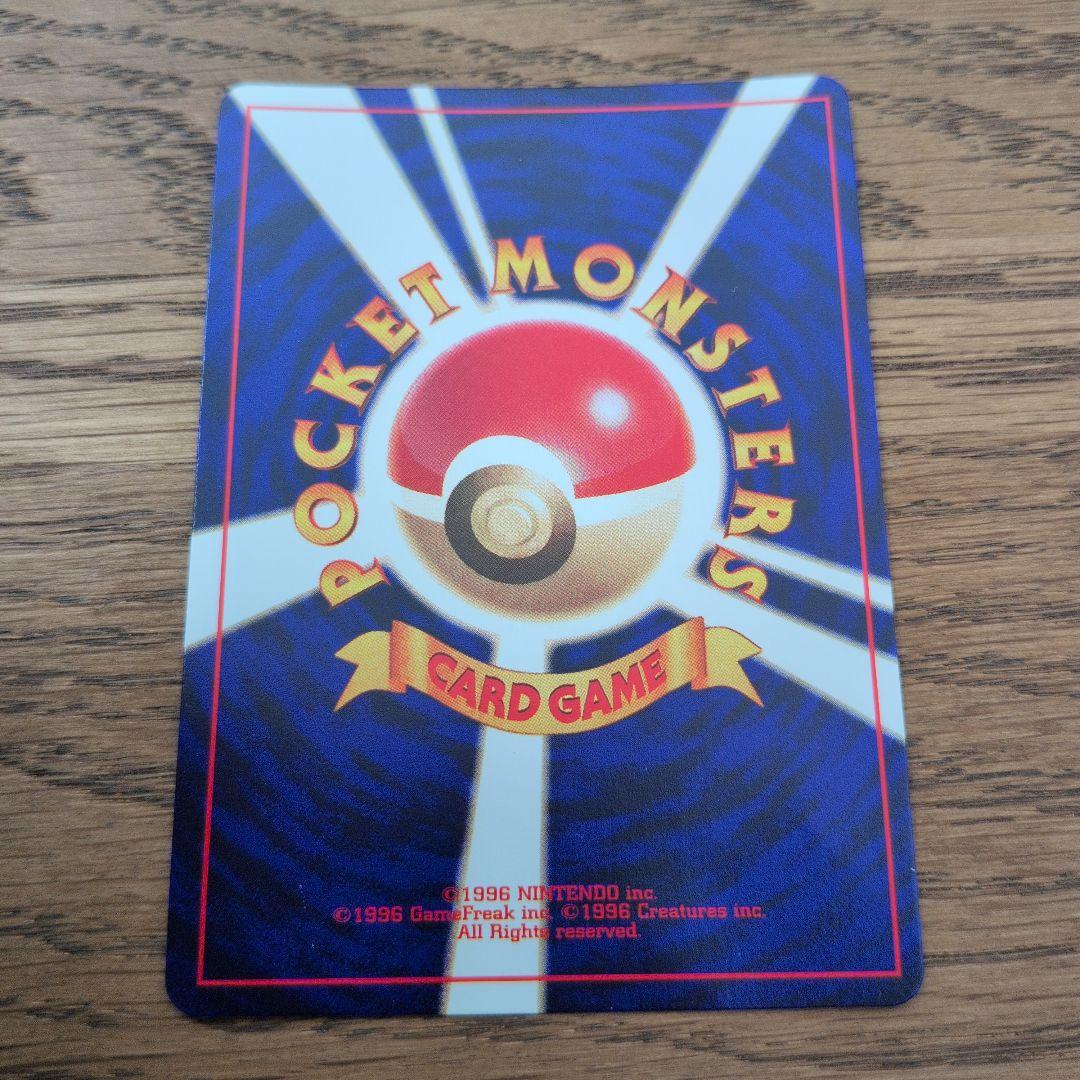 POCKET MONSTERS
CARD GAME
©1996 NINTENDO inc.
©1996 GameFreak inc. ©1996 Creatures inc.
All Rights reserved.